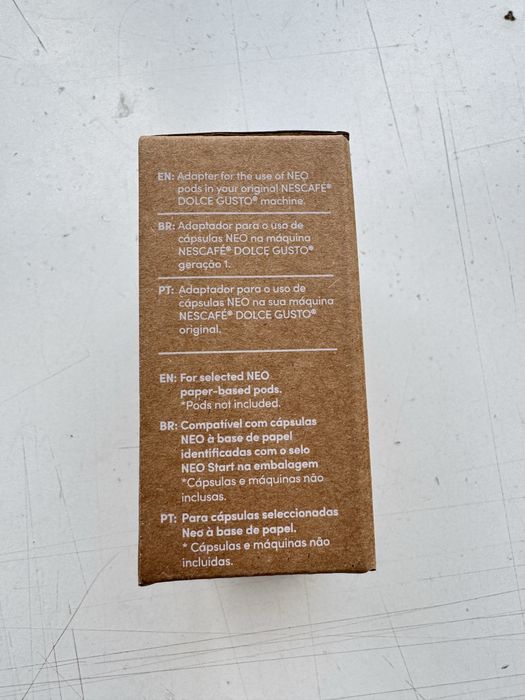 EN: Adapter for the use of NEO
pods in your original NESCAFÉ®
DOLCE GUSTO® machine.
BR: Adaptador para o uso de
cápsulas NEO na máquina
NESCAFÉ® DOLCE GUSTO®
geração 1.
PT: Adaptador para o uso de
cápsulas NEO na sua máquina
NESCAFÉ® DOLCE GUSTO®
original.
EN: For selected NEO
paper-based pods.
*Pods not included.
BR: Compatível com cápsulas
NEO à base de papel
identificadas com o selo
NEO Start na embalagem
*Cápsulas e máquinas não
inclusas.
PT: Para cápsulas seleccionadas
Neo à base de papel.
* Cápsulas e máquinas não
incluidas.